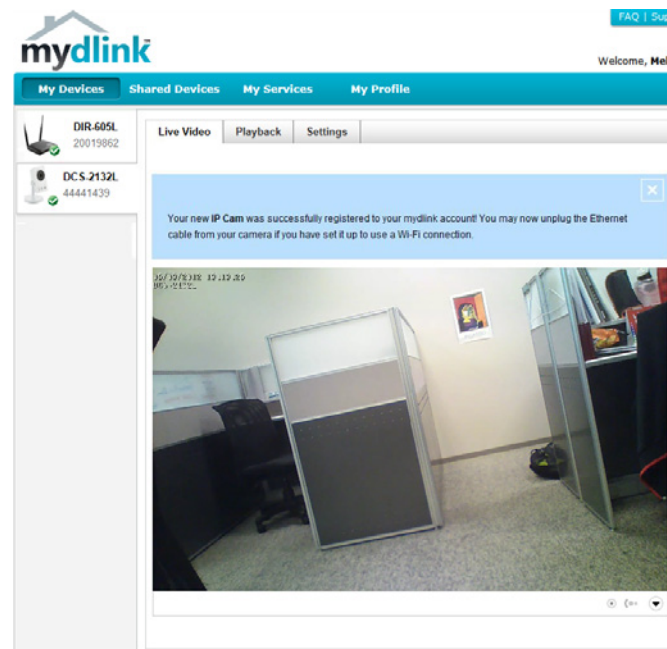 FAQ | Sup
mydlink
Welcome, Mel
My Devices Shared Devices My Services My Profile
DIR-605L
20019862
Live Video Playback Settings
DCS-2132L
44441439
Your new IP Cam was successfully registered to your mydlink account! You may now unplug the Ethernet
cable from your camera if you have set it up to use a Wi-Fi connection.